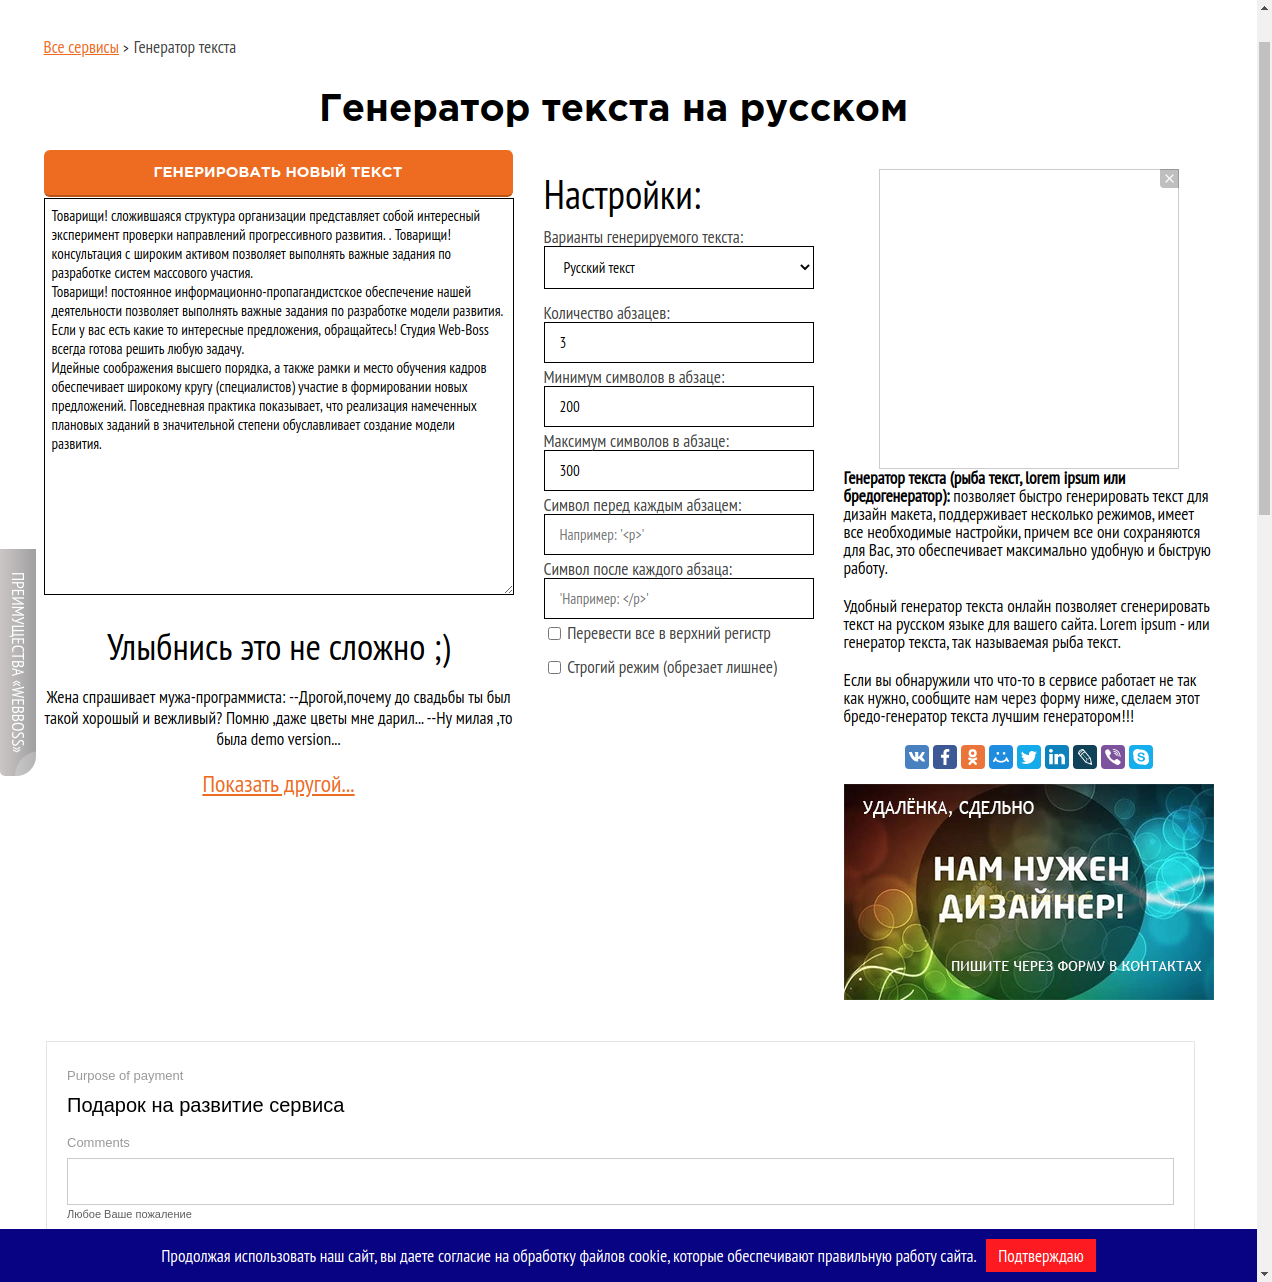 Все сервисы > Генератор текста
Генератор текста на русском
ГЕНЕРИРОВАТЬ НОВЫЙ ТЕКСТ
Товарищи! сложившаяся структура организации представляет собой интересный
эксперимент проверки направлений прогрессивного развития. . Товарищи!
консультация с широким активом позволяет выполнять важные задания по
разработке систем массового участия.
Товарищи! постоянное информационно-пропагандистское обеспечение нашей
деятельности позволяет выполнять важные задания по разработке модели развития.
Если у вас есть какие то интересные предложения, обращайтесь! Студия Web-Boss
всегда готова решить любую задачу.
Идейные соображения высшего порядка, а также рамки и место обучения кадров
обеспечивает широкому кругу (специалистов) участие в формировании новых
предложений. Повседневная практика показывает, что реализация намеченных
плановых заданий в значительной степени обуславливает создание модели
развития.
Улыбнись это не сложно ;)
Жена спрашивает мужа-программиста: --Дрогой,почему до свадьбы ты был
такой хороший и вежливый? Помню ,даже цветы мне дарил... --Ну милая ,то
была demo version...
Показать другой...
ПРЕИМУЩЕСТВА «WEBBOSS»
Настройки:
Варианты генерируемого текста:
Русский текст
Количество абзацев:
3
Минимум символов в абзаце:
200
Максимум символов в абзаце:
300
Символ перед каждым абзацем:
Например: '<p>'
Символ после каждого абзаца:
'Например: </p>'
Перевести все в верхний регистр
Строгий режим (обрезает лишнее)
Генератор текста (рыба текст, lorem ipsum или
бредогенератор): позволяет быстро генерировать текст для
дизайн макета, поддерживает несколько режимов, имеет
все необходимые настройки, причем все они сохраняются
для Вас, это обеспечивает максимально удобную и быструю
работу.
Удобный генератор текста онлайн позволяет сгенерировать
текст на русском языке для вашего сайта. Lorem ipsum - или
генератор текста, так называемая рыба текст.
Если вы обнаружили что что-то в сервисе работает не так
как нужно, сообщите нам через форму ниже, сделаем этот
бредо-генератор текста лучшим генератором!!!
УДАЛЁНКА, СДЕЛЬНО
НАМ НУЖЕН
ДИЗАЙНЕР!
ПИШИТЕ ЧЕРЕЗ ФОРМУ В КОНТАКТАХ
Purpose of payment
Подарок на развитие сервиса
Comments
Любое Ваше пожаление
Продолжая использовать наш сайт, вы даете согласие на обработку файлов cookie, которые обеспечивают правильную работу сайта. Подтверждаю